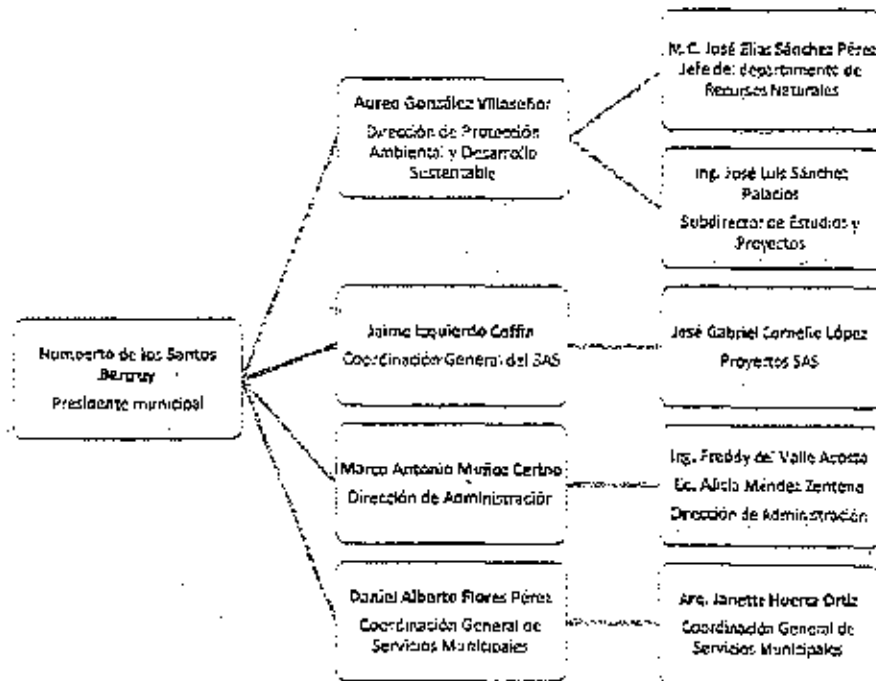 Humberto de los Santos
Bertruy
Presidente municipal
Aureo González Villaseñor
Dirección de Protección
Ambiental y Desarrollo
Sustentable
M. C. José Elías Sánchez Pérez
Jefe del departamento de
Recursos Naturales
Ing. José Luis Sánchez
Palacios
Subdirector de Estudios y
Proyectos
Jaime Izquierdo Coffin
Coordinación General del SAS
José Gabriel Cornelio López
Proyectos SAS
Marco Antonio Muñoz Cerino
Dirección de Administración
Ing. Freddy del Valle Acosta
Lic. Alicia Méndez Zentena
Dirección de Administración
Daniel Alberto Flores Pérez
Coordinación General de
Servicios Municipales
Arq. Janette Huerta Ortiz
Coordinación General de
Servicios Municipales